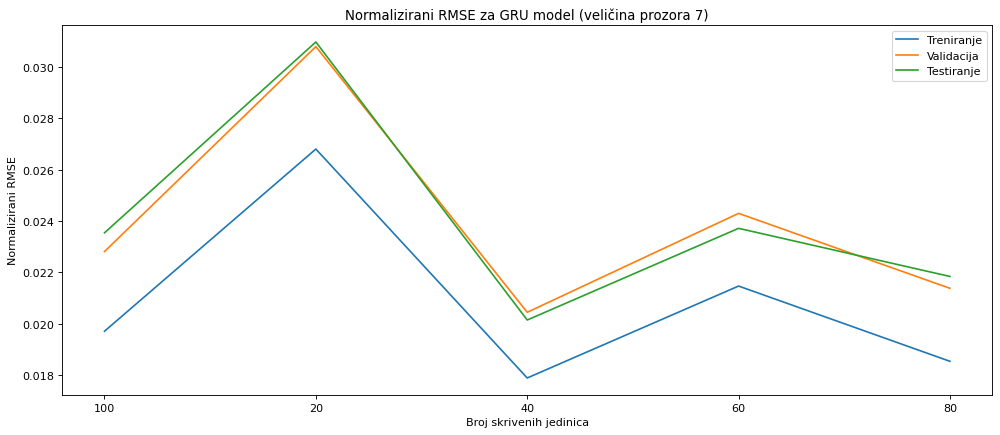 Normalizirani RMSE za GRU model (veličina prozora 7)
Treniranje
Validacija
Testiranje
Normalizirani RMSE
0.030
0.028
0.026
0.024
0.022
0.020
0.018
100 20 40 60 80
Broj skrivenih jedinica